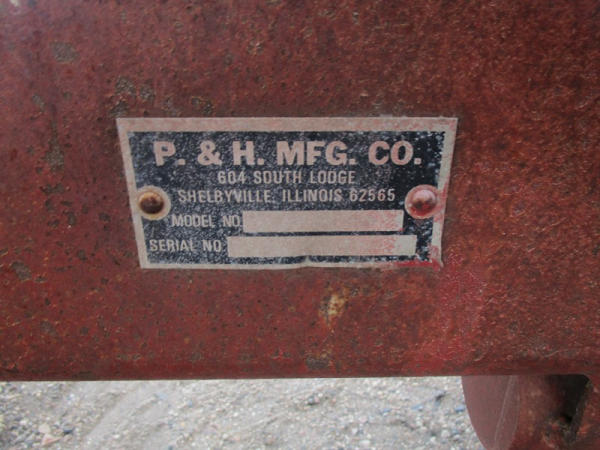 P. & H. MFG. CO.
604 SOUTH LODGE
SHELBYVILLE, ILLINOIS 62565
MODEL NO.
SERIAL NO.